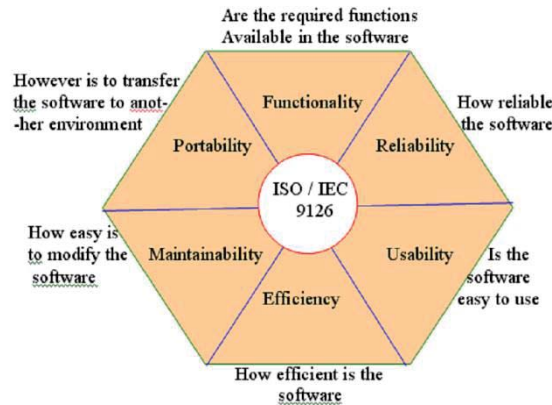 Are the required functions
Available in the software
Functionality
How reliable
the software
Reliability
Is the
software
easy to use
Usability
How efficient is the
software
Efficiency
How easy is
to modify the
software
Maintainability
However is to transfer
the software to anot-
-her environment
Portability
ISO / IEC
9126